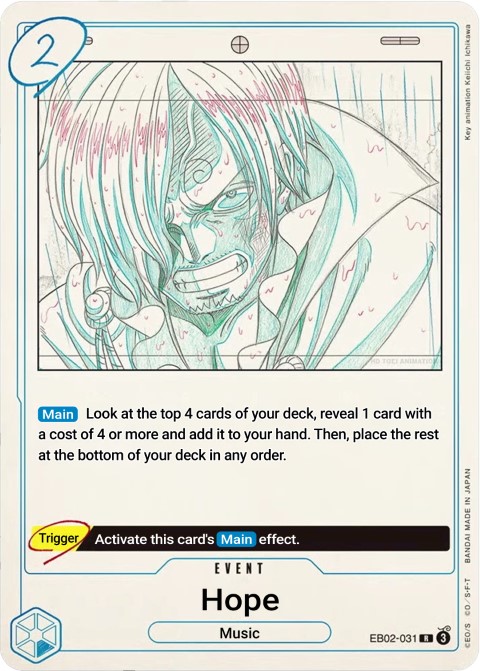 2
Key animation Keiichi Ichikawa
Main Look at the top 4 cards of your deck, reveal 1 card with
a cost of 4 or more and add it to your hand. Then, place the rest
at the bottom of your deck in any order.
Trigger Activate this card's Main effect.
EVENT
Hope
Music
EB02-031 R 3
©E.O/S ©O/S·F·T BANDAI MADE IN JAPAN